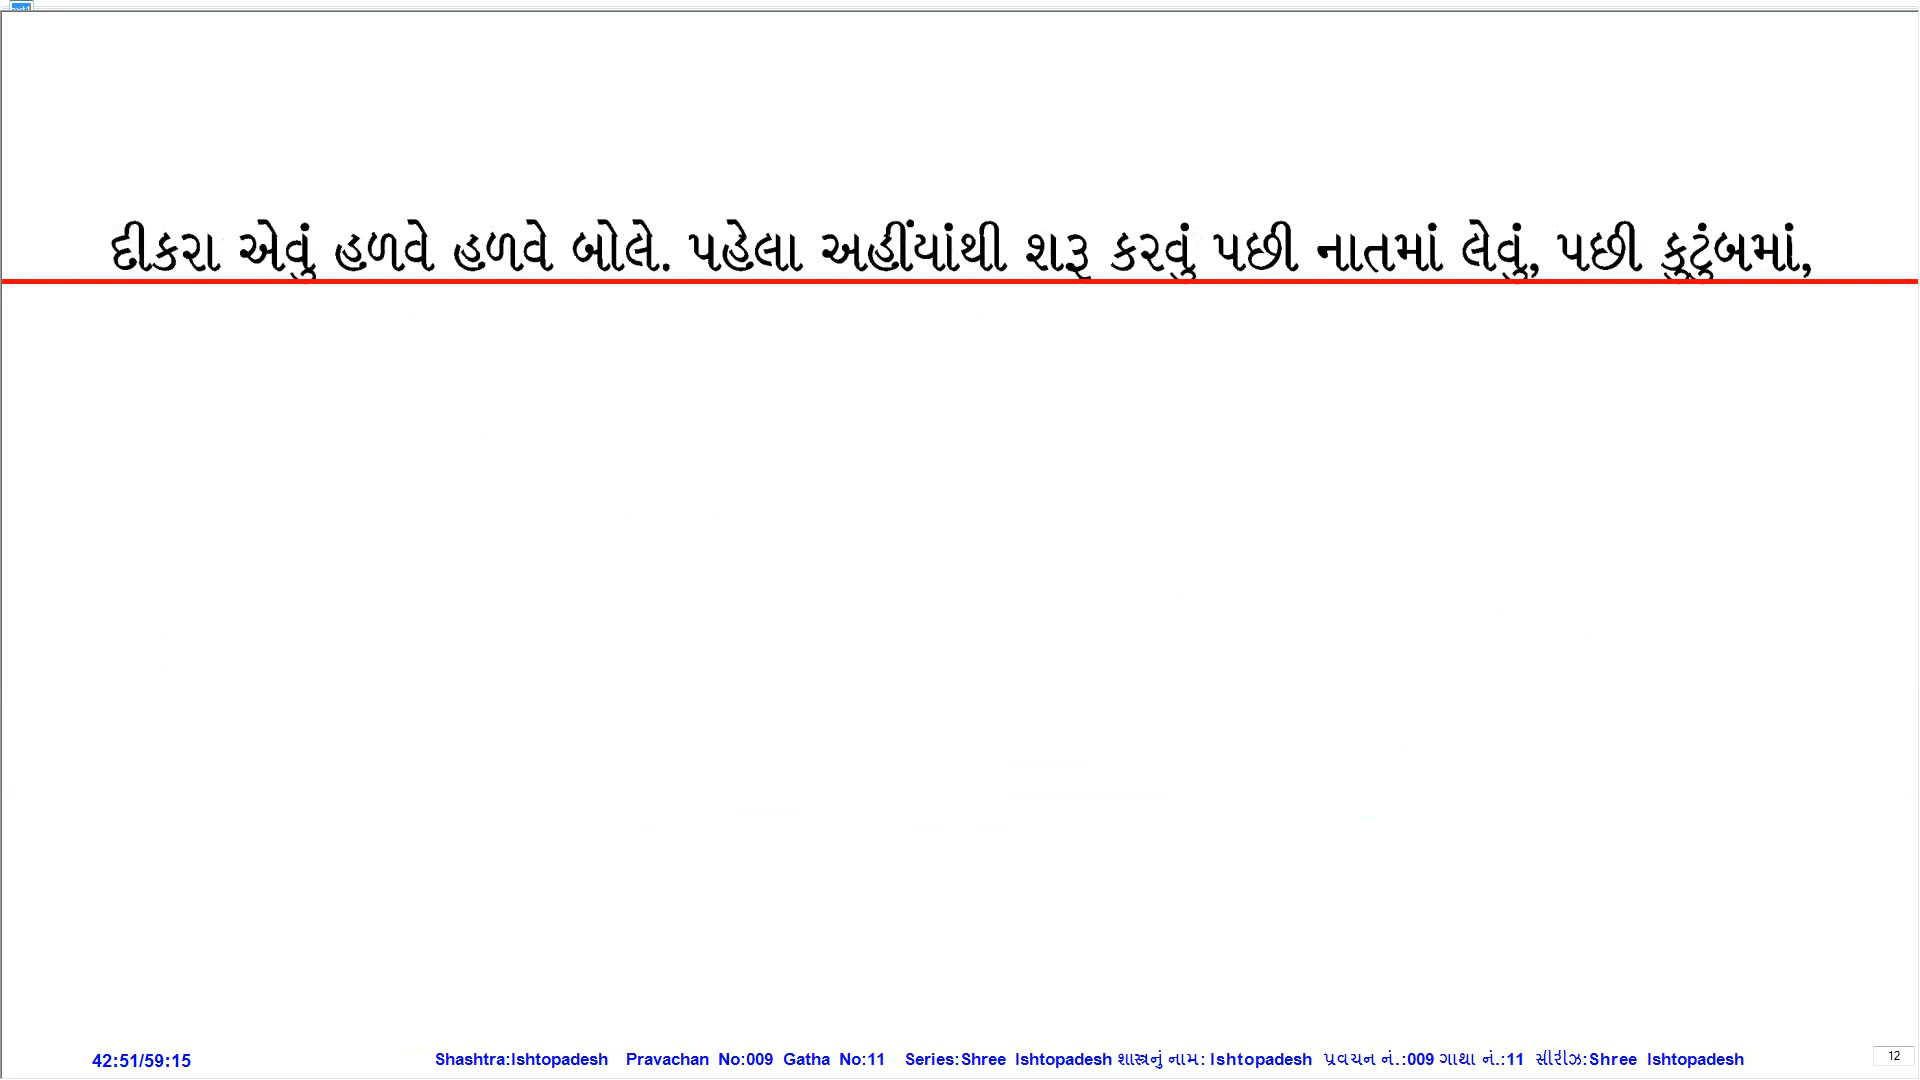 દીકરા એવું હળવે હળવે બોલે. પહેલા અહીંયાંથી શરૂ કરવું પછી નાતમાં લેવું, પછી કુટુંબમાં,
42:51/59:15 Shashtra:Ishtopadesh Pravachan No:009 Gatha No:11 Series:Shree Ishtopadesh શાસ્ત્રનું નામ: Ishtopadesh પ્રવચન નં.:009 ગાથા નં.:11 સીરીઝ:Shree Ishtopadesh 12